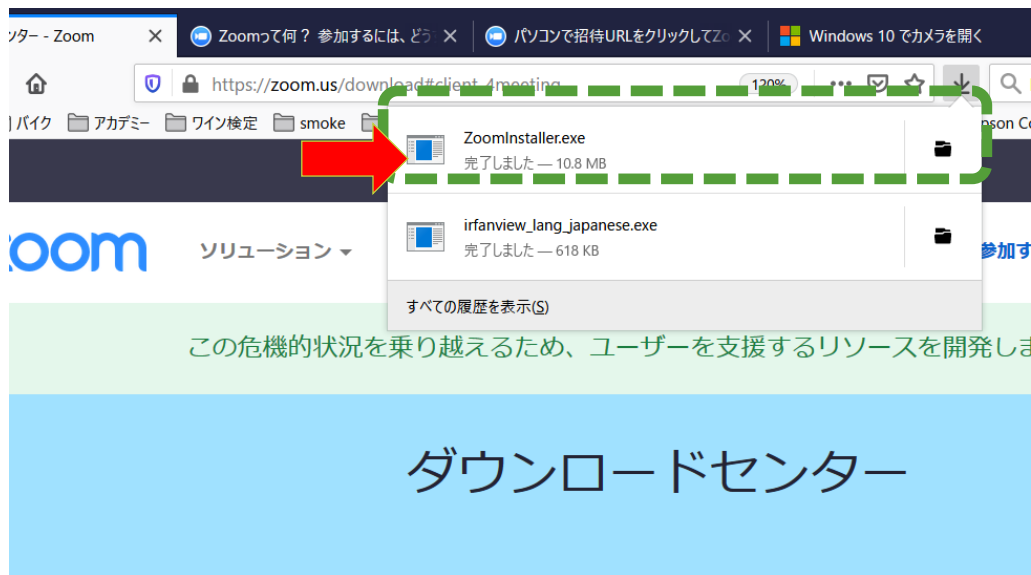 ンター - Zoom
Zoomって何？ 参加するには、どう
パソコンで招待URLをクリックしてZo
Windows 10 でカメラを開く
https://zoom.us/download#client_4meeting
120%
バイク アカデミー ワイン検定 smoke
pson Co
ZoomInstaller.exe
完了しました — 10.8 MB
irfanview_lang_japanese.exe
完了しました — 618 KB
すべての履歴を表示(S)
zoom
ソリューション
参加す
この危機的状況を乗り越えるため、ユーザーを支援するリソースを開発しま
ダウンロードセンター